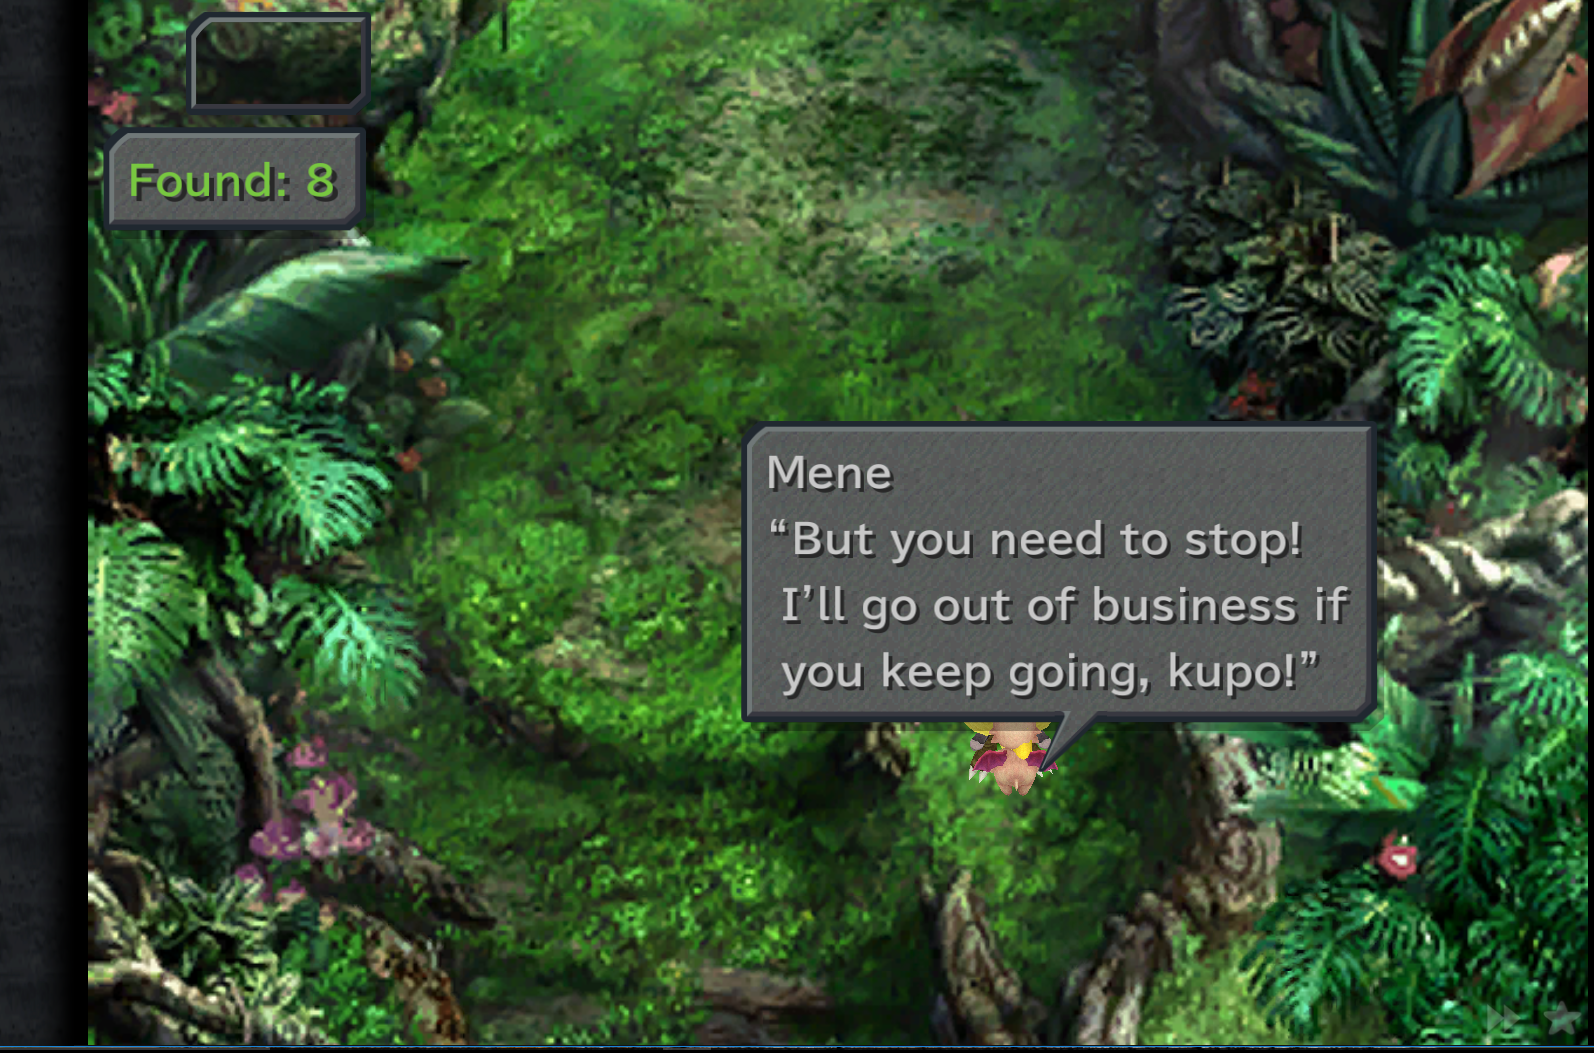 Found: 8
Mene
“But you need to stop!
I’ll go out of business if
you keep going, kupo!”